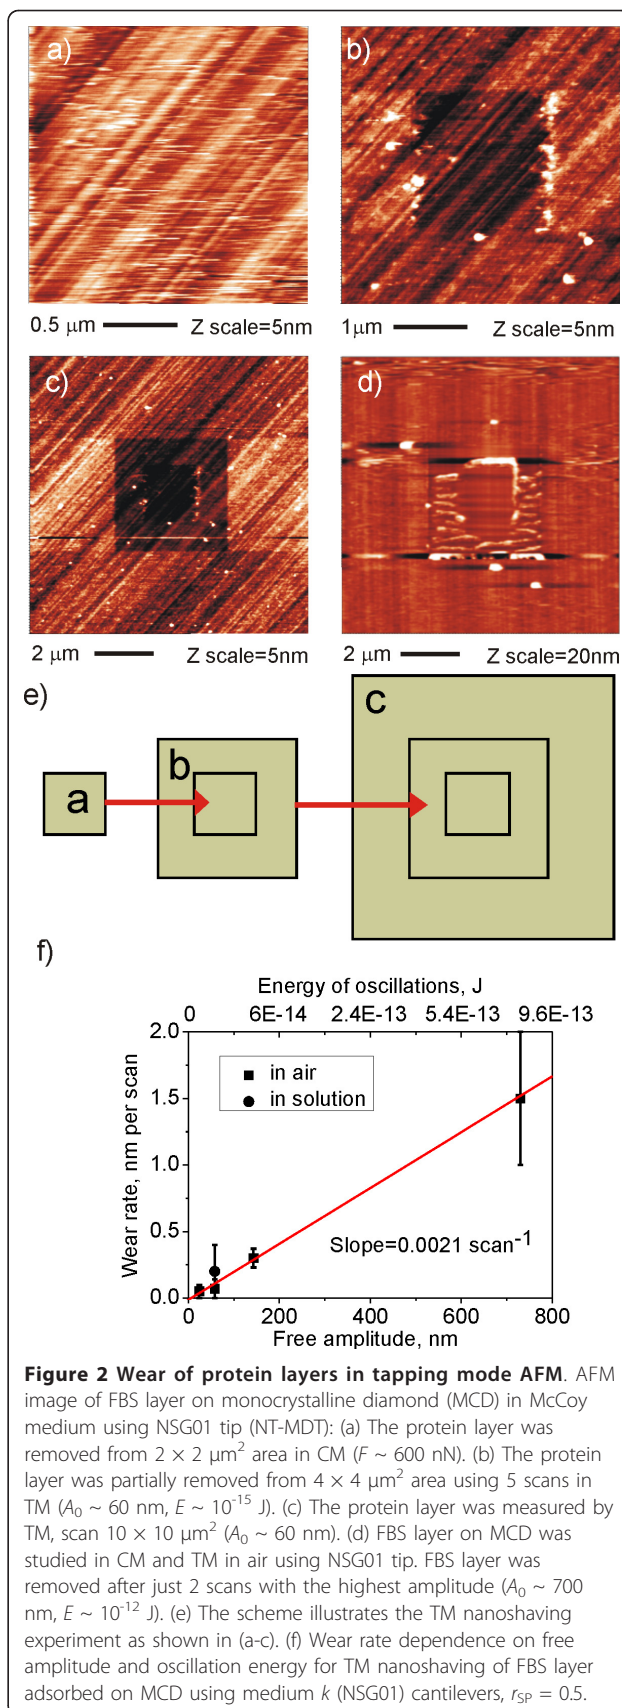 a)
b)
0.5 μm
Z scale=5nm
1μm
Z scale=5nm
c)
d)
2 μm
Z scale=5nm
2 μm
Z scale=20nm
e)
a
b
c
f)
Energy of oscillations, J
0 6E-14 2.4E-13 5.4E-13 9.6E-13
2.0
1.5
1.0
0.5
0.0
Wear rate, nm per scan
in air
in solution
Slope=0.0021 scan⁻¹
0 200 400 600 800
Free amplitude, nm
Figure 2 Wear of protein layers in tapping mode AFM. AFM
image of FBS layer on monocrystalline diamond (MCD) in McCoy
medium using NSG01 tip (NT-MDT): (a) The protein layer was
removed from 2 × 2 μm² area in CM (F ~ 600 nN). (b) The protein
layer was partially removed from 4 × 4 μm² area using 5 scans in
TM (A₀ ~ 60 nm, E ~ 10⁻¹⁵ J). (c) The protein layer was measured by
TM, scan 10 × 10 μm² (A₀ ~ 60 nm). (d) FBS layer on MCD was
studied in CM and TM in air using NSG01 tip. FBS layer was
removed after just 2 scans with the highest amplitude (A₀ ~ 700
nm, E ~ 10⁻¹² J). (e) The scheme illustrates the TM nanoshaving
experiment as shown in (a-c). (f) Wear rate dependence on free
amplitude and oscillation energy for TM nanoshaving of FBS layer
adsorbed on MCD using medium k (NSG01) cantilevers, rSP = 0.5.